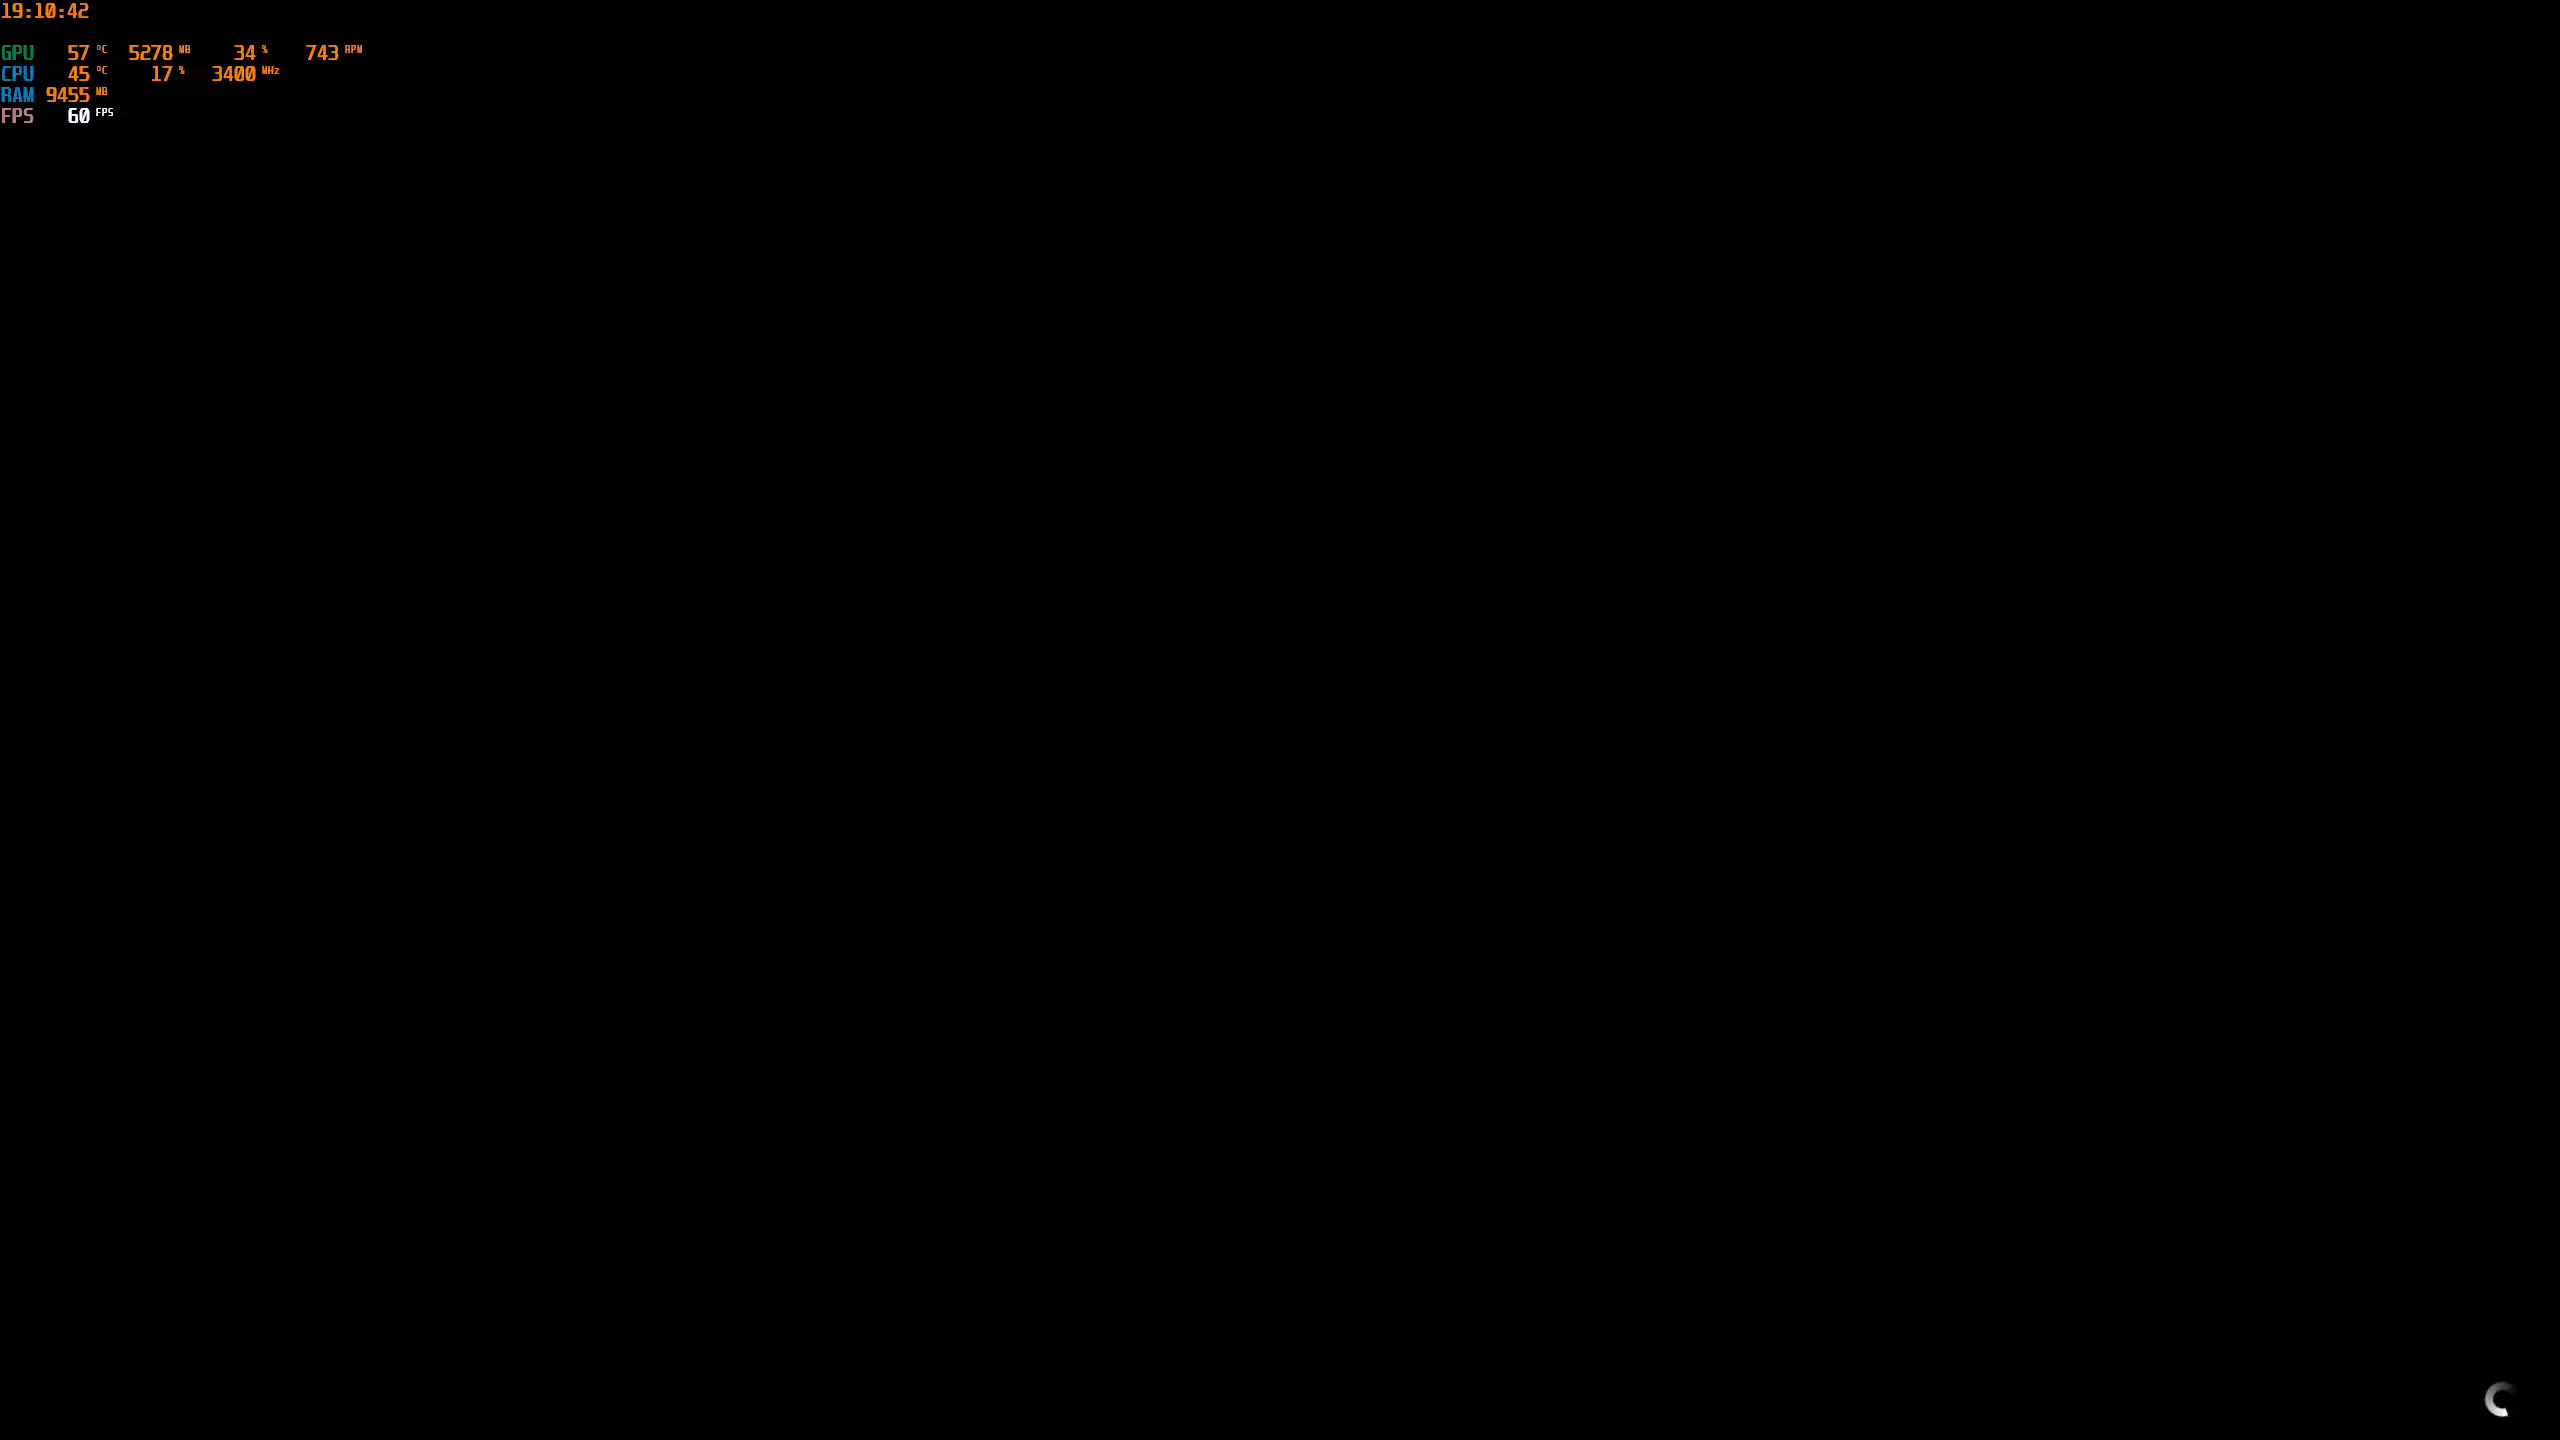 19:10:42
GPU 57 °C 5278 MB 34 % 743 RPM
CPU 45 °C 17 % 3400 MHz
RAM 9455 MB
FPS 60 FPS